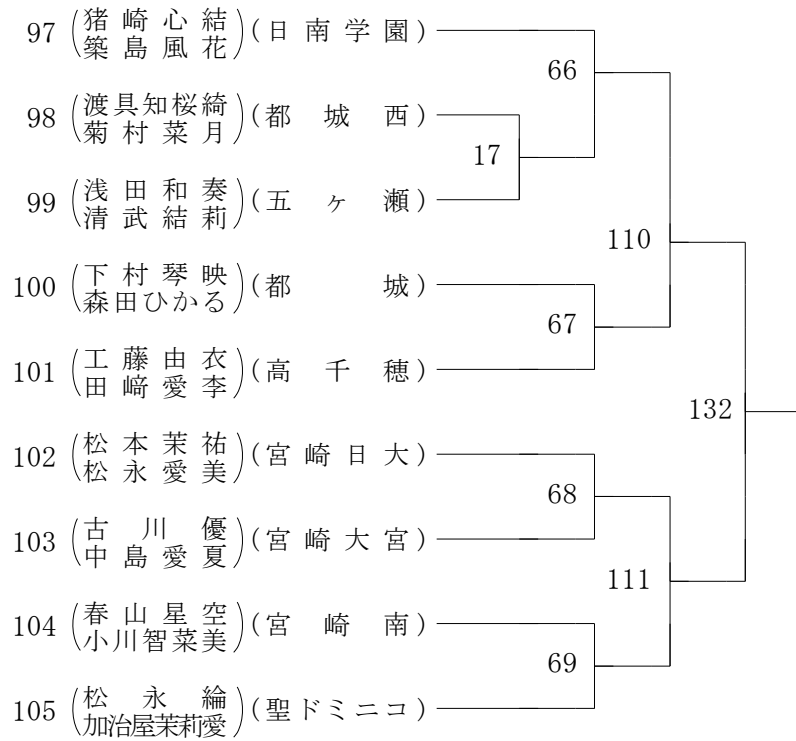 97 (猪崎心結 築島風花) (日南学園)
66
98 (渡具知桜綺 菊村菜月) (都城西)
17
99 (浅田和奏 清武結莉) (五ヶ瀬)
110
100 (下村琴映 森田ひかる) (都城)
67
101 (工藤由衣 田﨑愛李) (高千穂)
132
102 (松本茉祐 松永愛美) (宮崎日大)
68
103 (古川優 中島愛夏) (宮崎大宮)
111
104 (春山星空 小川智菜美) (宮崎南)
69
105 (松永綸 加治屋茉莉愛) (聖ドミニコ)